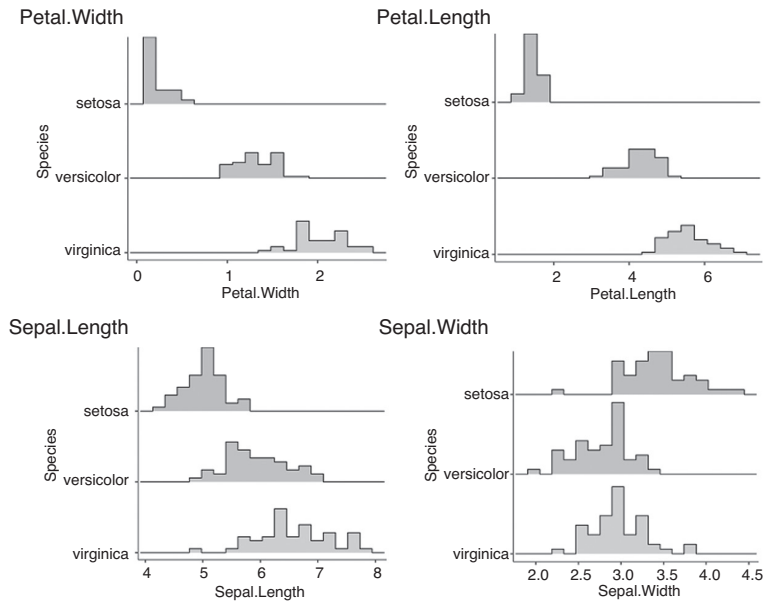 Petal.Width
setosa
versicolor
virginica
Species
0 1 2
Petal.Width
Petal.Length
setosa
versicolor
virginica
Species
2 4 6
Petal.Length
Sepal.Length
setosa
versicolor
virginica
Species
4 5 6 7 8
Sepal.Length
Sepal.Width
setosa
versicolor
virginica
Species
2.0 2.5 3.0 3.5 4.0 4.5
Sepal.Width